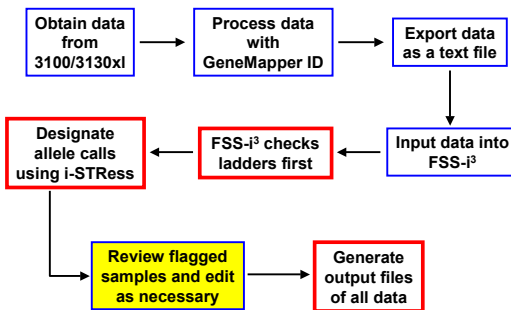 Obtain data
from
3100/3130xl
Process data
with
GeneMapper ID
Export data
as a text file
Input data into
FSS-i³
FSS-i³ checks
ladders first
Designate
allele calls
using i-STRess
Review flagged
samples and edit
as necessary
Generate
output files
of all data